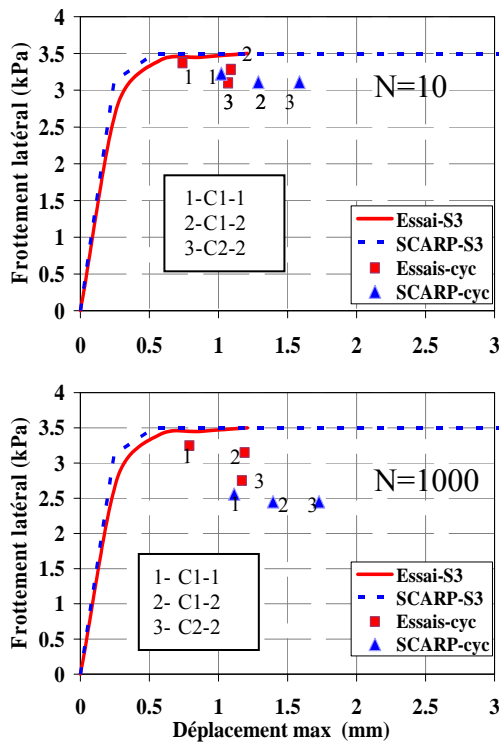 Frottement latéral (kPa)
4
3.5
3
2.5
2
1.5
1
0.5
0
N=10
1
1
2
3
2
3
1-C1-1
2-C1-2
3-C2-2
Essai-S3
SCARP-S3
Essais-cyc
SCARP-cyc
0
0.5
1
1.5
2
2.5
3
Frottement latéral (kPa)
4
3.5
3
2.5
2
1.5
1
0.5
0
N=1000
1
2
3
1
2
3
1- C1-1
2- C1-2
3- C2-2
Essai-S3
SCARP-S3
Essais-cyc
SCARP-cyc
0
0.5
1
1.5
2
2.5
3
Déplacement max (mm)